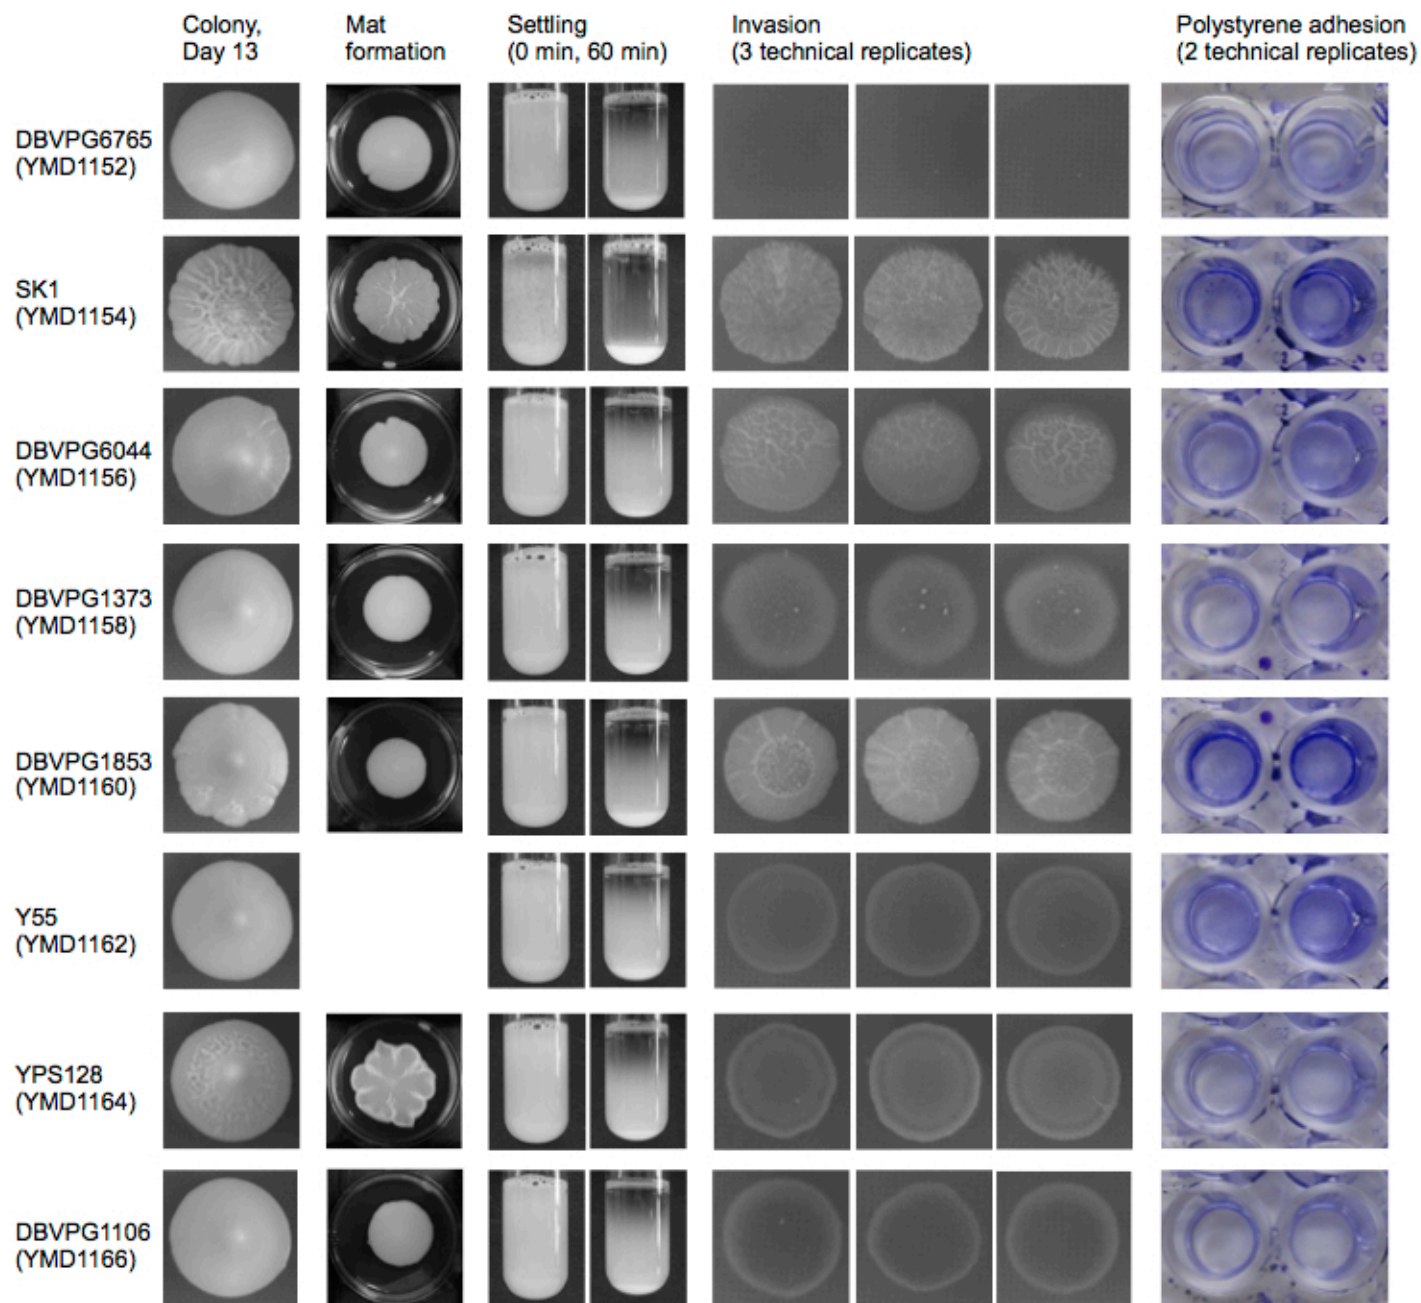 Colony,
Day 13
Mat
formation
Settling
(0 min, 60 min)
Invasion
(3 technical replicates)
Polystyrene adhesion
(2 technical replicates)
DBVPG6765
(YMD1152)
SK1
(YMD1154)
DBVPG6044
(YMD1156)
DBVPG1373
(YMD1158)
DBVPG1853
(YMD1160)
Y55
(YMD1162)
YPS128
(YMD1164)
DBVPG1106
(YMD1166)